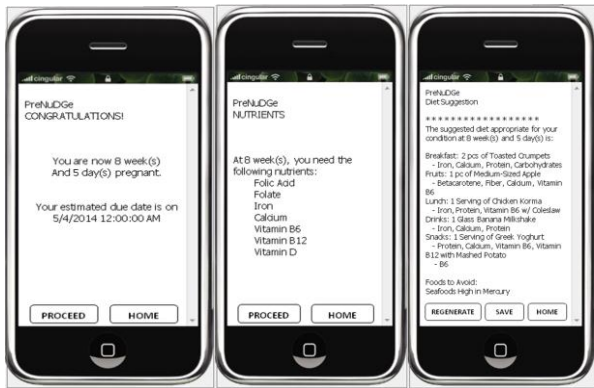 cingular
PreNuDGe
CONGRATULATIONS!
You are now 8 week(s)
And 5 day(s) pregnant.
Your estimated due date is on
5/4/2014 12:00:00 AM
PROCEED
HOME
cingular
PreNuDGe
NUTRIENTS
At 8 week(s), you need the
following nutrients:
Folic Acid
Folate
Iron
Calcium
Vitamin B6
Vitamin B12
Vitamin D
PROCEED
HOME
cingular
PreNuDGe
Diet Suggestion
* * * * * * * * * * * * * * * * * *
The suggested diet appropriate for your
condition at 8 week(s) and 5 day(s) is:
Breakfast: 2 pcs of Toasted Crumpets
- Iron, Calcium, Protein, Carbohydrates
Fruits: 1 pc of Medium-Sized Apple
- Betacarotene, Fiber, Calcium, Vitamin
B6
Lunch: 1 Serving of Chicken Korma
- Iron, Protein, Vitamin B6 w/ Coleslaw
Drinks: 1 Glass Banana Milkshake
- Iron, Calcium, Protein
Snacks: 1 Serving of Greek Yoghurt
- Protein, Calcium, Vitamin B6, Vitamin
B12 with Mashed Potato
- B6
Foods to Avoid:
Seafoods High in Mercury
REGENERATE
SAVE
HOME